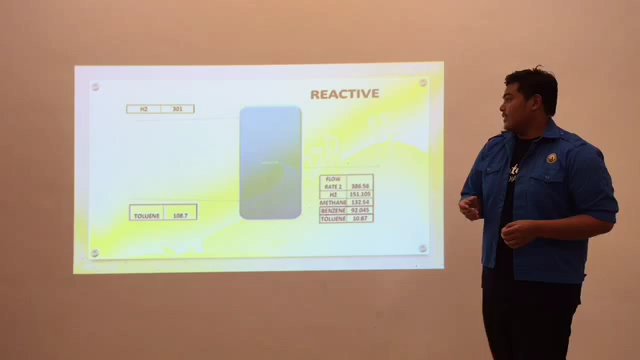 REACTIVE
H2 301
FLOW
RATE 2 386.56
H2 151.105
METHANE 132.54
BENZENE 92.045
TOLUENE 10.87
TOLUENE 108.7